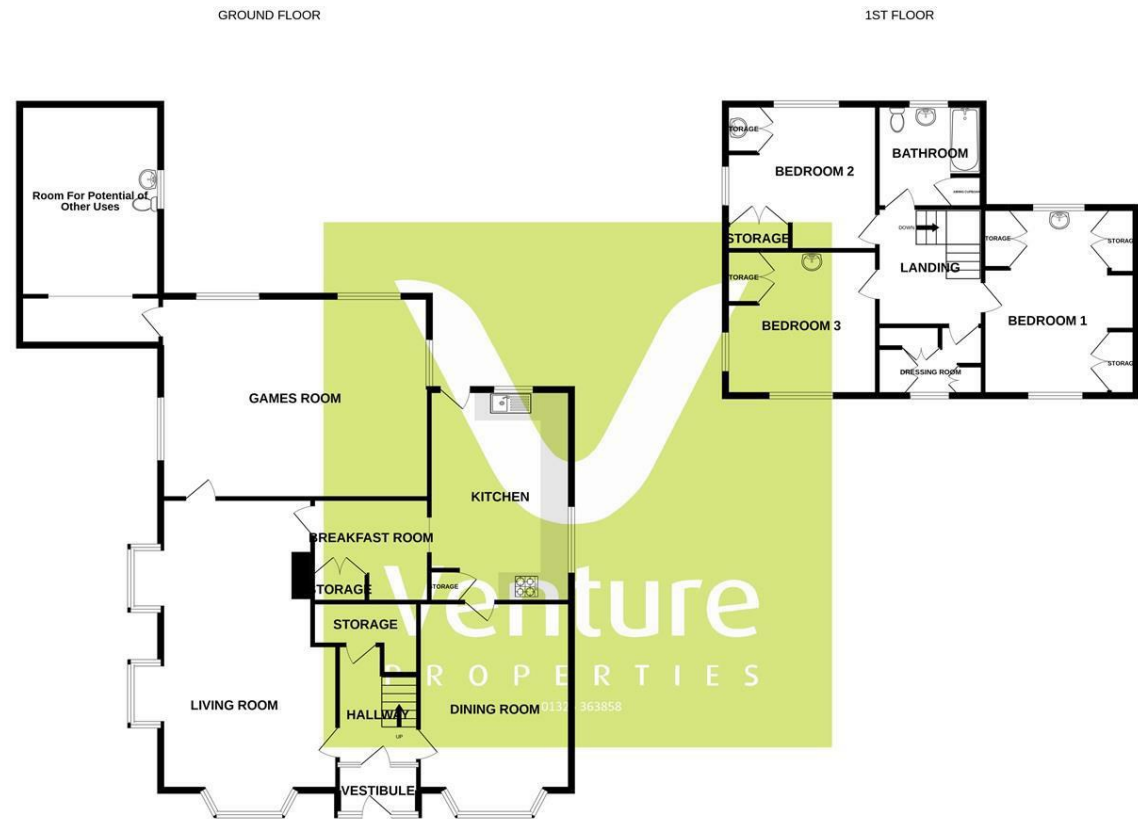 GROUND FLOOR
1ST FLOOR
Room For Potential of
Other Uses
GAMES ROOM
KITCHEN
BREAKFAST ROOM
STORAGE
STORAGE
STORAGE
LIVING ROOM
HALLWAY
UP
DINING ROOM
VESTIBULE
Venture
PROPERTIES
363858
STORAGE
BEDROOM 2
BATHROOM
STORAGE
DOWN
LANDING
STORAGE
BEDROOM 3
STORAGE
STORAGE
BEDROOM 1
STORAGE
DRESSING ROOM